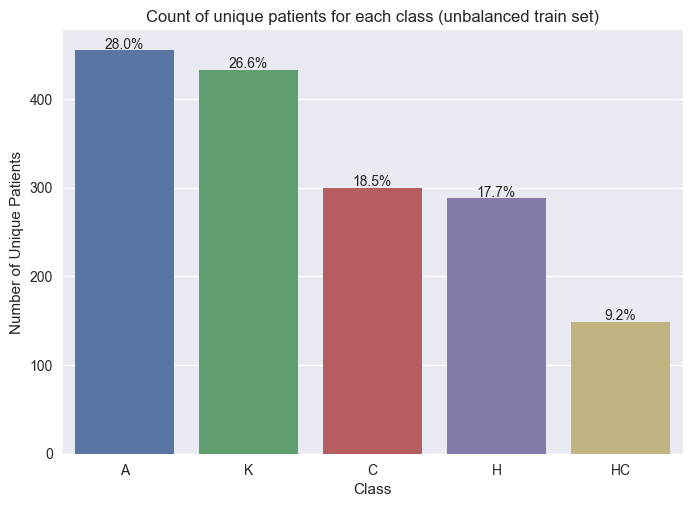 Count of unique patients for each class (unbalanced train set)
Number of Unique Patients
400
300
200
100
0
28.0%
26.6%
18.5%
17.7%
9.2%
A
K
C
H
HC
Class